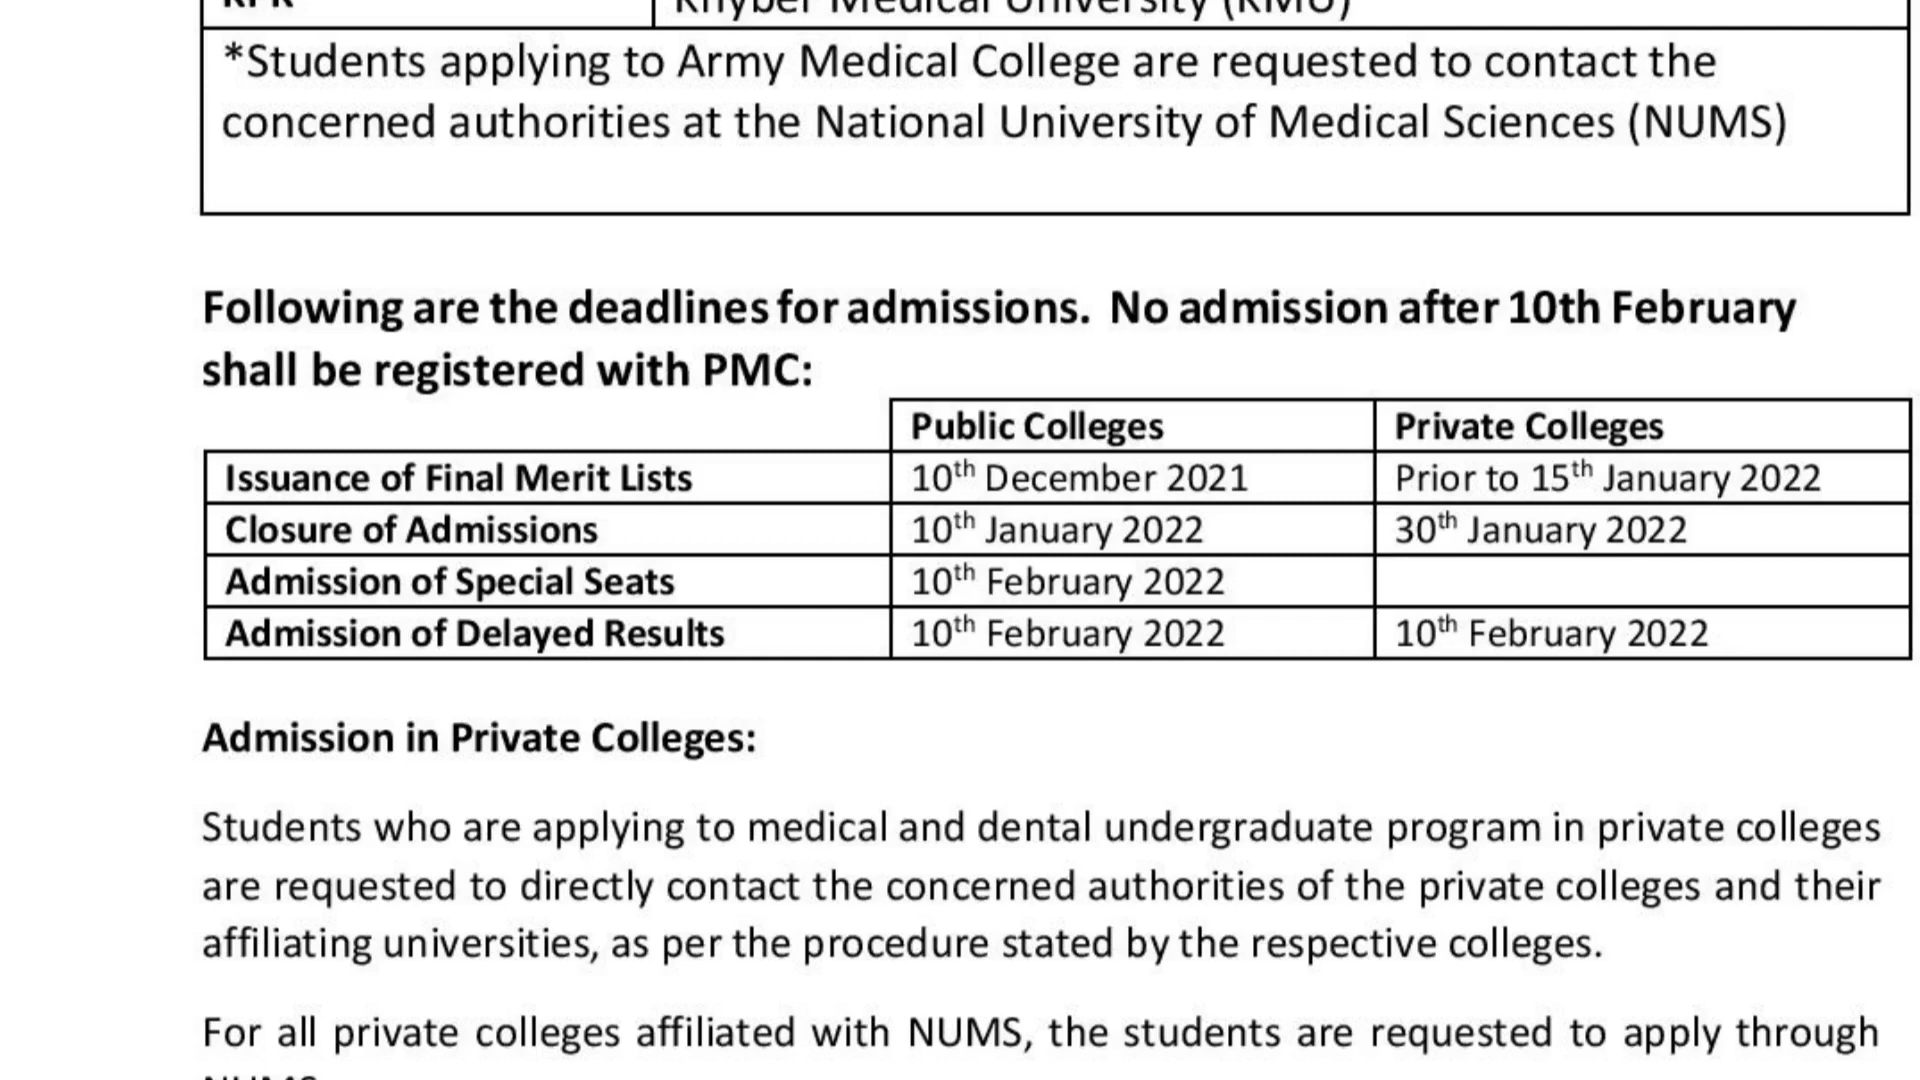 KPK Khyber Medical University (KMU)
*Students applying to Army Medical College are requested to contact the
concerned authorities at the National University of Medical Sciences (NUMS)
Following are the deadlines for admissions. No admission after 10th February
shall be registered with PMC:
Public Colleges Private Colleges
Issuance of Final Merit Lists 10th December 2021 Prior to 15th January 2022
Closure of Admissions 10th January 2022 30th January 2022
Admission of Special Seats 10th February 2022
Admission of Delayed Results 10th February 2022 10th February 2022
Admission in Private Colleges:
Students who are applying to medical and dental undergraduate program in private colleges
are requested to directly contact the concerned authorities of the private colleges and their
affiliating universities, as per the procedure stated by the respective colleges.
For all private colleges affiliated with NUMS, the students are requested to apply through
NUMS